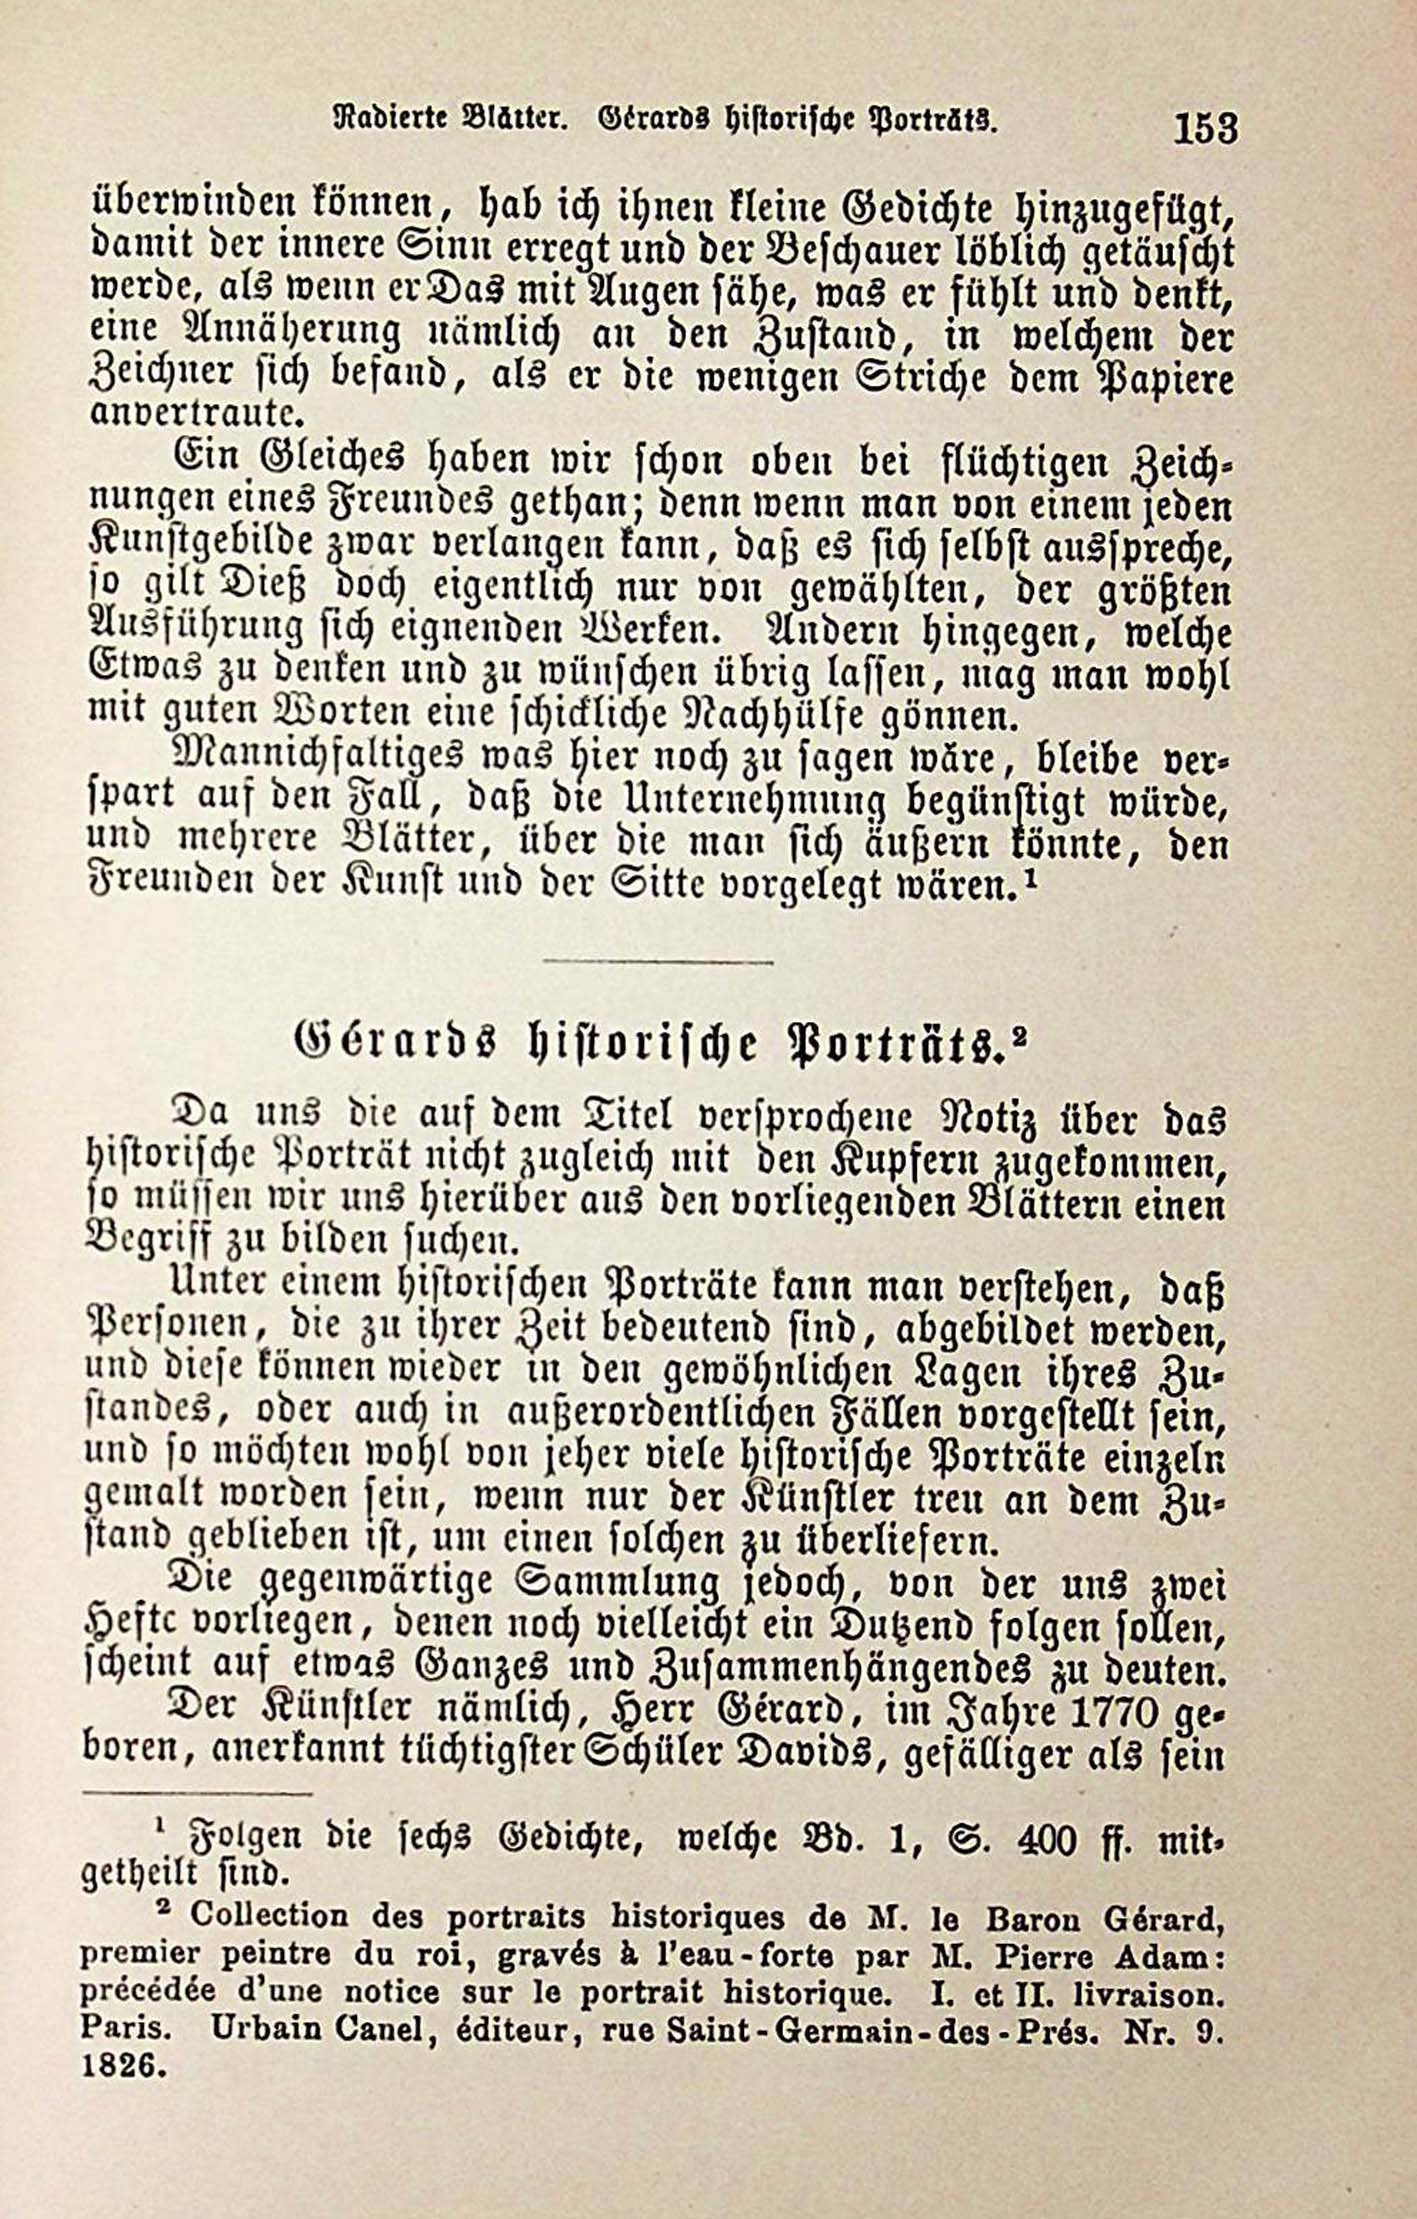 Radierte Blätter. Gérards historische Porträts. 153
überwinden können, hab ich ihnen kleine Gedichte hinzugefügt,
damit der innere Sinn erregt und der Beschauer löblich getäuscht
werde, als wenn er Das mit Augen sähe, was er fühlt und denkt,
eine Annäherung nämlich an den Zustand, in welchem der
Zeichner sich befand, als er die wenigen Striche dem Papiere
anvertraute.
Ein Gleiches haben wir schon oben bei flüchtigen Zeich-
nungen eines Freundes gethan; denn wenn man von einem jeden
Kunstgebilde zwar verlangen kann, daß es sich selbst ausspreche,
so gilt Dieß doch eigentlich nur von gewählten, der größten
Ausführung sich eignenden Werken. Andern hingegen, welche
Etwas zu denken und zu wünschen übrig lassen, mag man wohl
mit guten Worten eine schickliche Nachhülfe gönnen.
Mannichfaltiges was hier noch zu sagen wäre, bleibe ver-
spart auf den Fall, daß die Unternehmung begünstigt würde,
und mehrere Blätter, über die man sich äußern könnte, den
Freunden der Kunst und der Sitte vorgelegt wären.¹
Gérards historische Porträts.²
Da uns die auf dem Titel versprochene Notiz über das
historische Porträt nicht zugleich mit den Kupfern zugekommen,
so müssen wir uns hierüber aus den vorliegenden Blättern einen
Begriff zu bilden suchen.
Unter einem historischen Porträte kann man verstehen, daß
Personen, die zu ihrer Zeit bedeutend sind, abgebildet werden,
und diese können wieder in den gewöhnlichen Lagen ihres Zu-
standes, oder auch in außerordentlichen Fällen vorgestellt sein,
und so möchten wohl von jeher viele historische Porträte einzeln
gemalt worden sein, wenn nur der Künstler treu an dem Zu-
stand geblieben ist, um einen solchen zu überliefern.
Die gegenwärtige Sammlung jedoch, von der uns zwei
Hefte vorliegen, denen noch vielleicht ein Dutzend folgen sollen,
scheint auf etwas Ganzes und Zusammenhängendes zu deuten.
Der Künstler nämlich, Herr Gérard, im Jahre 1770 ge-
boren, anerkannt tüchtigster Schüler Davids, gefälliger als sein
¹ Folgen die sechs Gedichte, welche Bd. 1, S. 400 ff. mit-
getheilt sind.
² Collection des portraits historiques de M. le Baron Gérard,
premier peintre du roi, gravés à l'eau-forte par M. Pierre Adam:
précédée d'une notice sur le portrait historique. I. et II. livraison.
Paris. Urbain Canel, éditeur, rue Saint-Germain-des-Prés. Nr. 9.
1826.